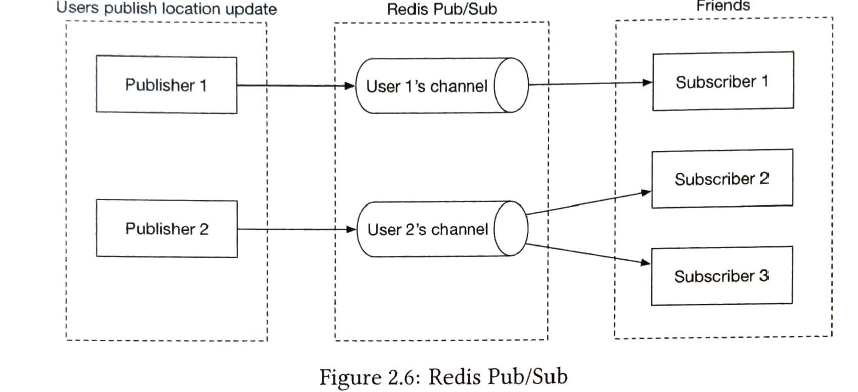 Users publish location update
Redis Pub/Sub
Friends
Publisher 1
User 1's channel
Subscriber 1
Subscriber 2
Publisher 2
User 2's channel
Subscriber 3
Figure 2.6: Redis Pub/Sub